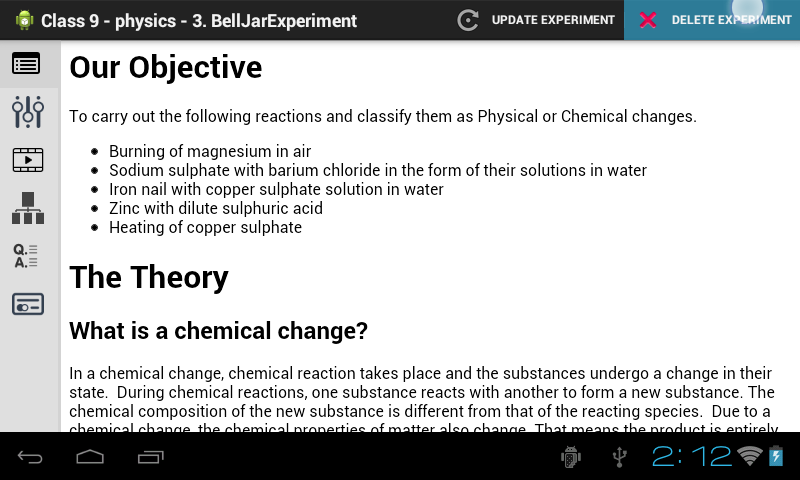 Class 9 - physics - 3. BellJarExperiment
UPDATE EXPERIMENT
DELETE EXPERIMENT
Our Objective
To carry out the following reactions and classify them as Physical or Chemical changes.
Burning of magnesium in air
Sodium sulphate with barium chloride in the form of their solutions in water
Iron nail with copper sulphate solution in water
Zinc with dilute sulphuric acid
Heating of copper sulphate
The Theory
What is a chemical change?
In a chemical change, chemical reaction takes place and the substances undergo a change in their
state. During chemical reactions, one substance reacts with another to form a new substance. The
chemical composition of the new substance is different from that of the reacting species. Due to a
chemical change, the chemical properties of matter also change. That means the product is entirely
Q.
A.
2:12